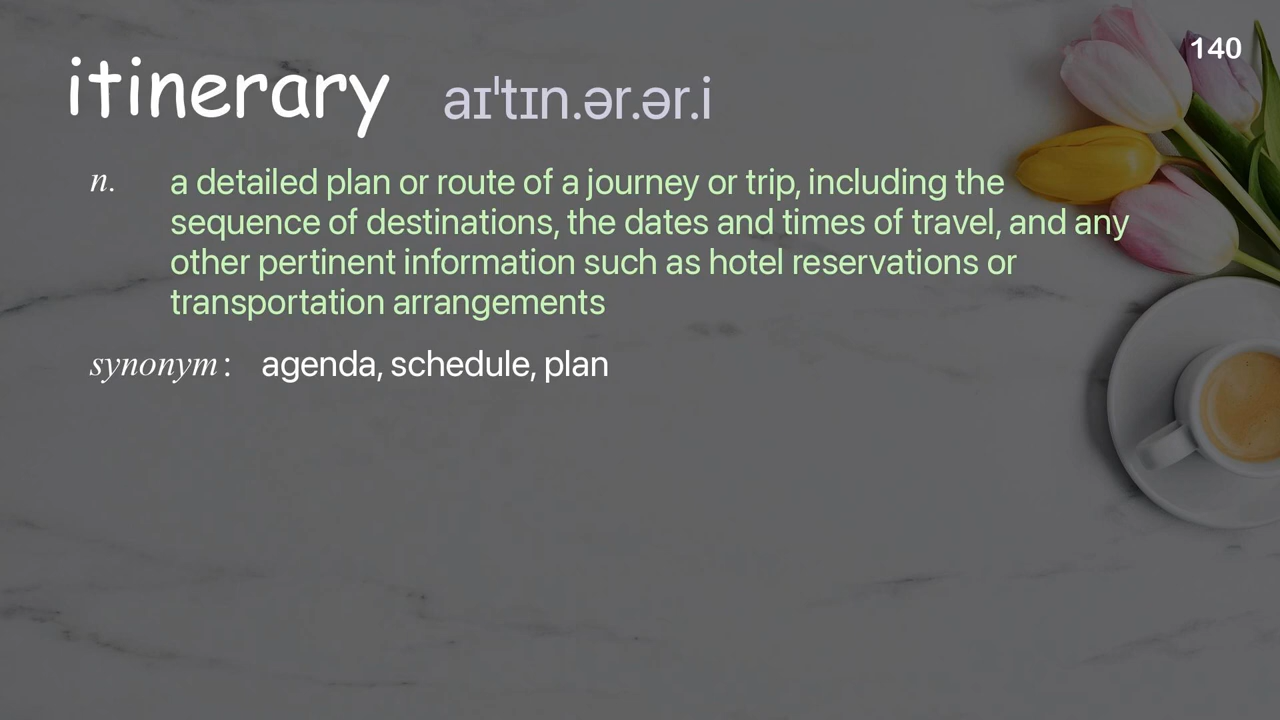 140
itinerary aɪˈtɪn.ər.ər.i
n. a detailed plan or route of a journey or trip, including the
sequence of destinations, the dates and times of travel, and any
other pertinent information such as hotel reservations or
transportation arrangements
synonym: agenda, schedule, plan